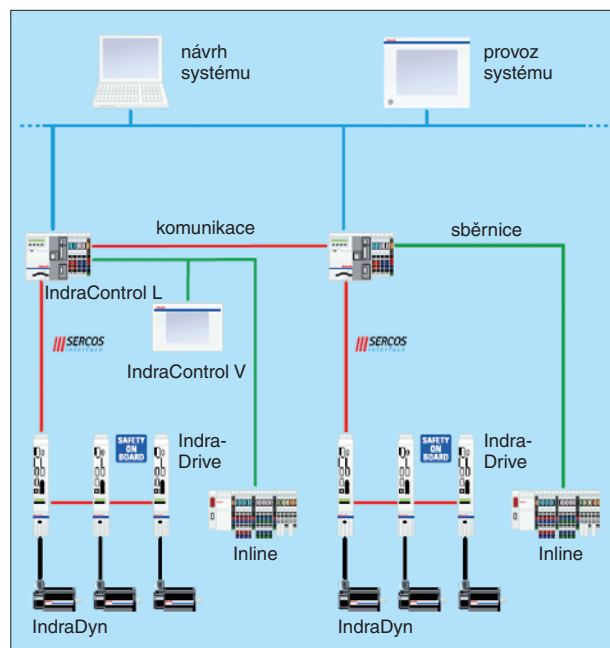 návrh
systému
provoz
systému
komunikace
sběrnice
IndraControl L
SERCOS
interface
IndraControl V
SERCOS
interface
SAFETY
ON
BOARD
Indra-
Drive
SAFETY
ON
BOARD
Indra-
Drive
Inline
Inline
IndraDyn
IndraDyn